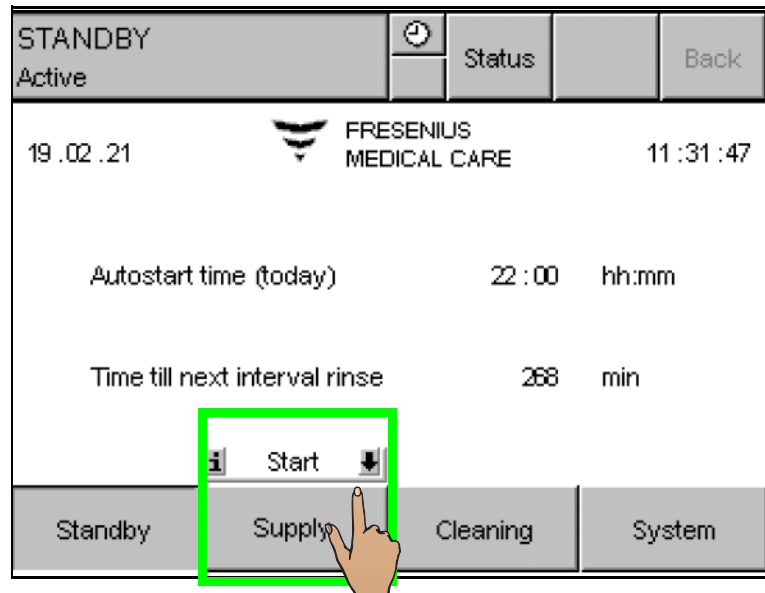 STANDBY
Active
Status
Back
19.02.21
FRESENIUS
MEDICAL CARE
11:31:47
Autostart time (today) 22:00 hh:mm
Time till next interval rinse 268 min
i Start
Standby Supply Cleaning System